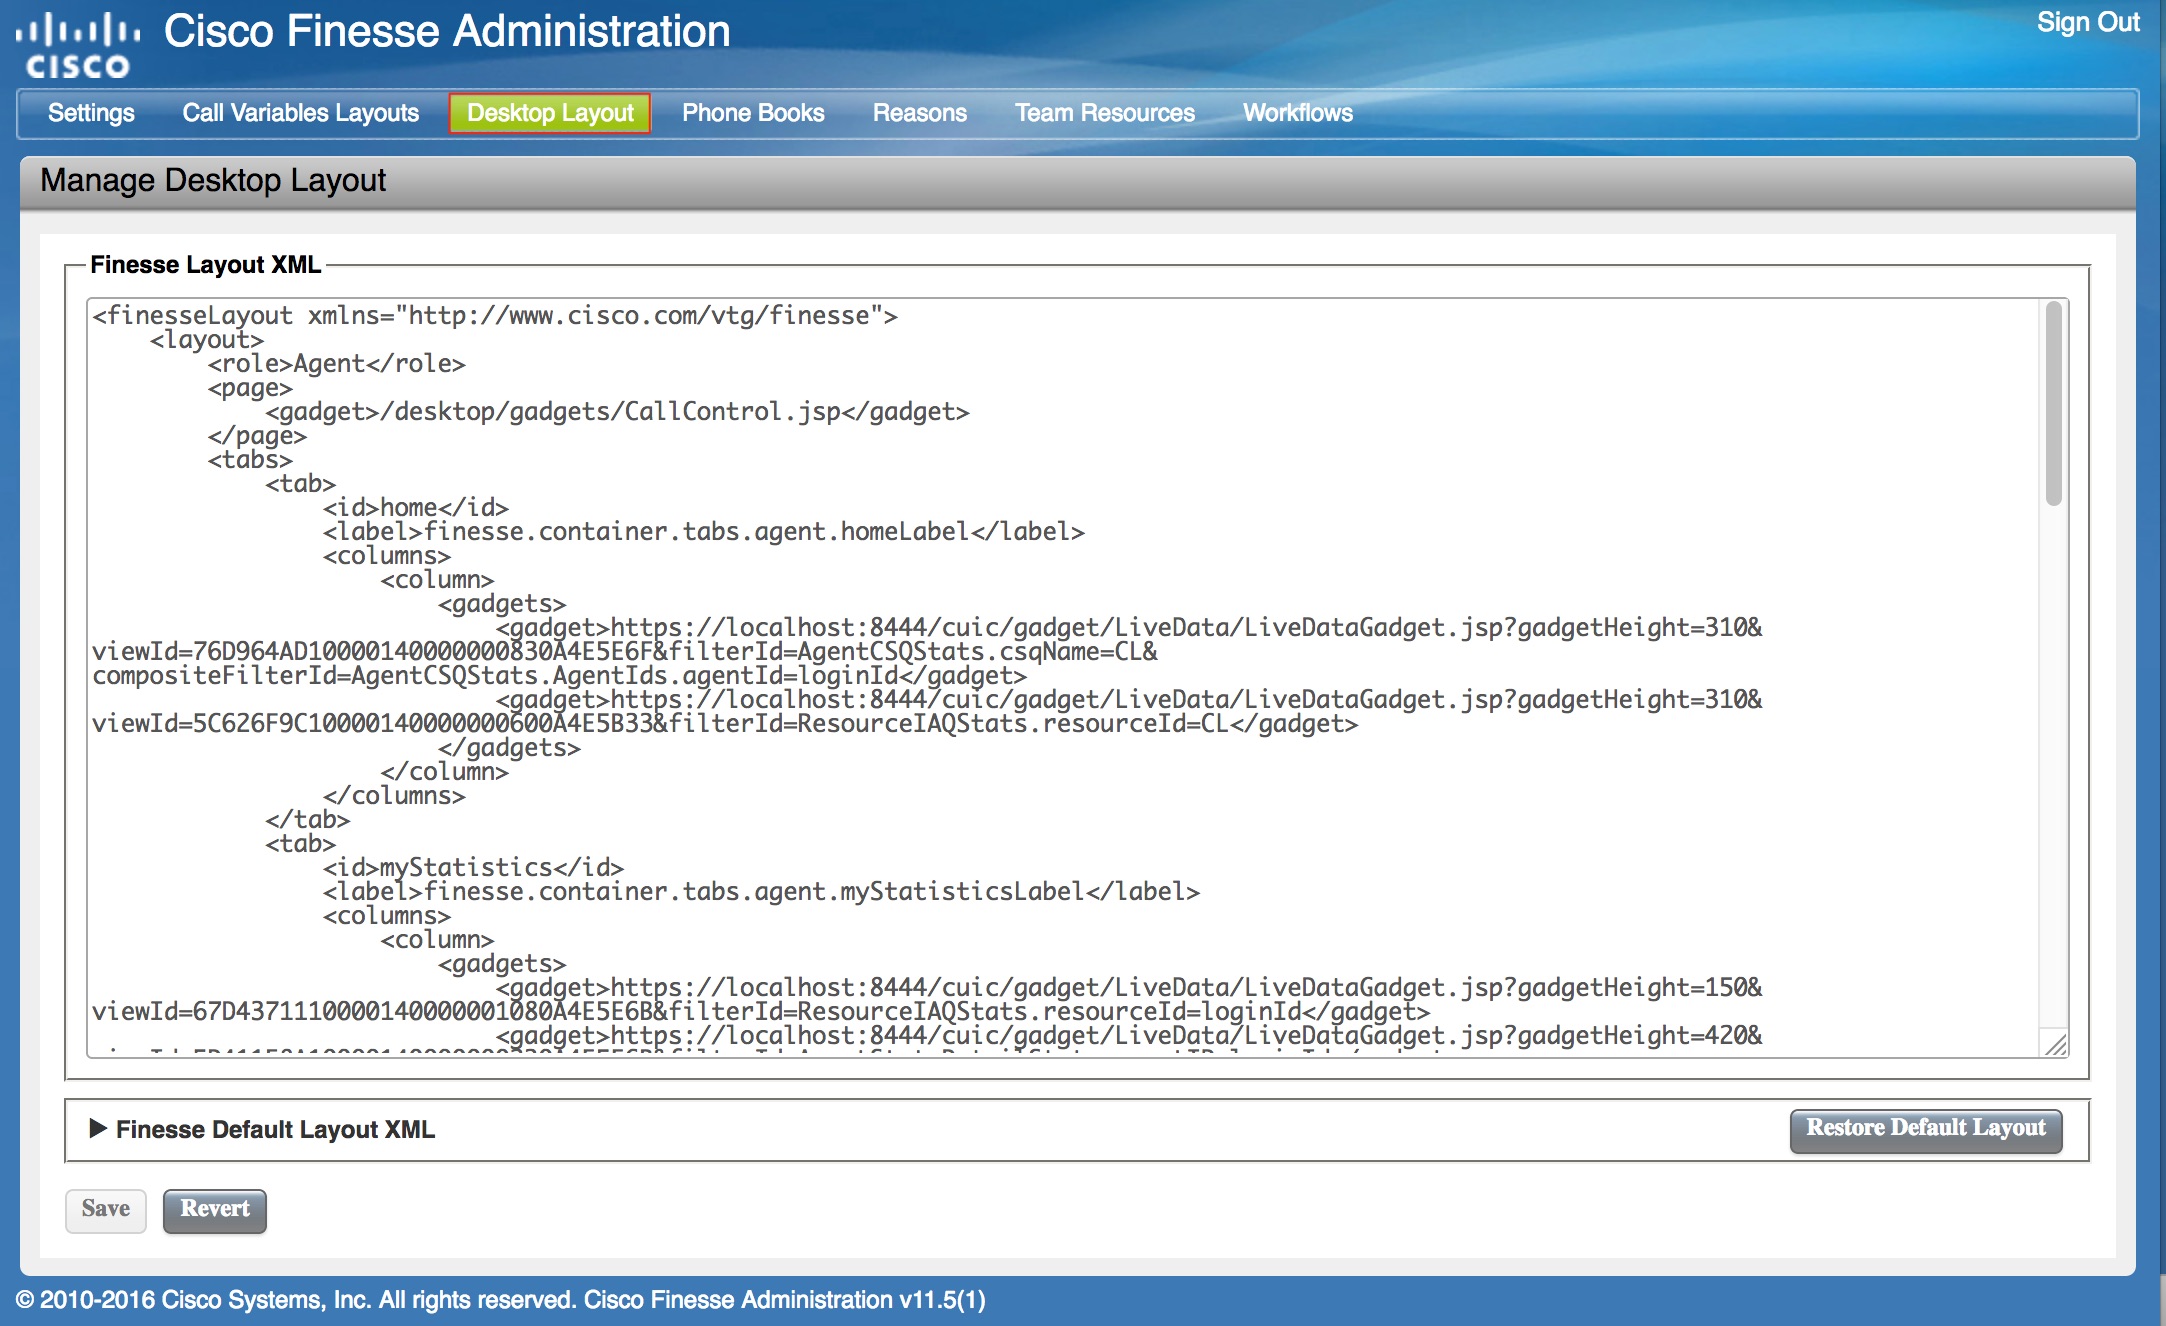 Cisco Finesse Administration
Sign Out
CISCO
Settings Call Variables Layouts Desktop Layout Phone Books Reasons Team Resources Workflows
Manage Desktop Layout
Finesse Layout XML
<finesseLayout xmlns="http://www.cisco.com/vtg/finesse">
<layout>
<role>Agent</role>
<page>
<gadget>/desktop/gadgets/CallControl.jsp</gadget>
</page>
<tabs>
<tab>
<id>home</id>
<label>finesse.container.tabs.agent.homeLabel</label>
<columns>
<column>
<gadgets>
<gadget>https://localhost:8444/cuic/gadget/LiveData/LiveDataGadget.jsp?gadgetHeight=310&
viewId=76D964AD10000140000000830A4E5E6F&filterId=AgentCSQStats.csqName=CL&
compositeFilterId=AgentCSQStats.AgentIds.agentId=loginId</gadget>
<gadget>https://localhost:8444/cuic/gadget/LiveData/LiveDataGadget.jsp?gadgetHeight=310&
viewId=5C626F9C10000140000000600A4E5B33&filterId=ResourceIAQStats.resourceId=CL</gadget>
</gadgets>
</column>
</columns>
</tab>
<tab>
<id>myStatistics</id>
<label>finesse.container.tabs.agent.myStatisticsLabel</label>
<columns>
<column>
<gadgets>
<gadget>https://localhost:8444/cuic/gadget/LiveData/LiveDataGadget.jsp?gadgetHeight=150&
viewId=67D4371110000140000001080A4E5E6B&filterId=ResourceIAQStats.resourceId=loginId</gadget>
<gadget>https://localhost:8444/cuic/gadget/LiveData/LiveDataGadget.jsp?gadgetHeight=420&
Finesse Default Layout XML
Restore Default Layout
Save Revert
© 2010-2016 Cisco Systems, Inc. All rights reserved. Cisco Finesse Administration v11.5(1)